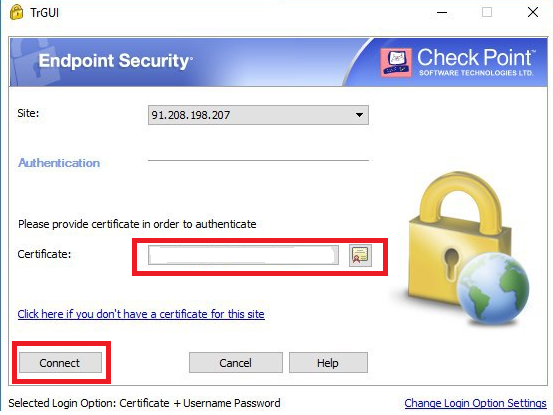 TrGUI
Endpoint Security
Check Point
SOFTWARE TECHNOLOGIES LTD.
Site:
91.208.198.207
Authentication
Please provide certificate in order to authenticate
Certificate:
Click here if you don't have a certificate for this site
Connect
Cancel
Help
Selected Login Option: Certificate + Username Password
Change Login Option Settings